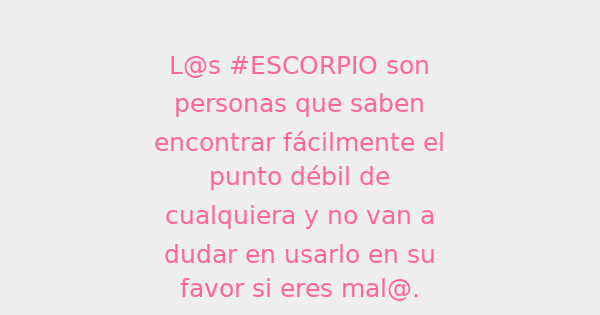 L@s #ESCORPIO son
personas que saben
encontrar fácilmente el
punto débil de
cualquiera y no van a
dudar en usarlo en su
favor si eres mal@.